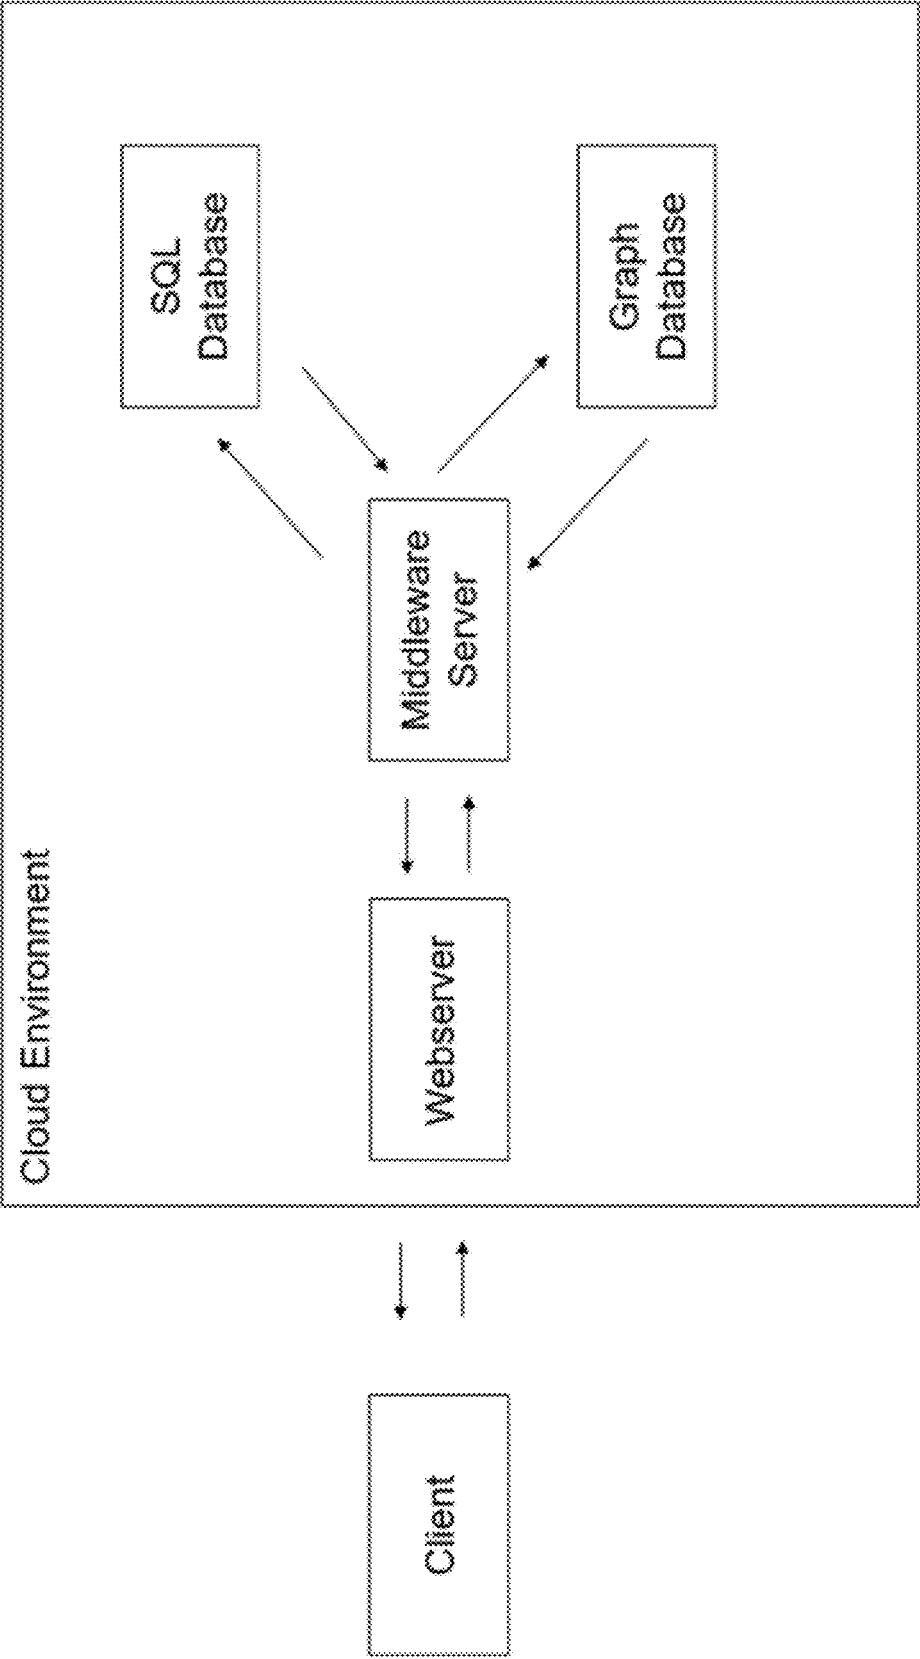 Cloud Environment
Client
Webserver
Middleware
Server
SQL
Database
Graph
Database